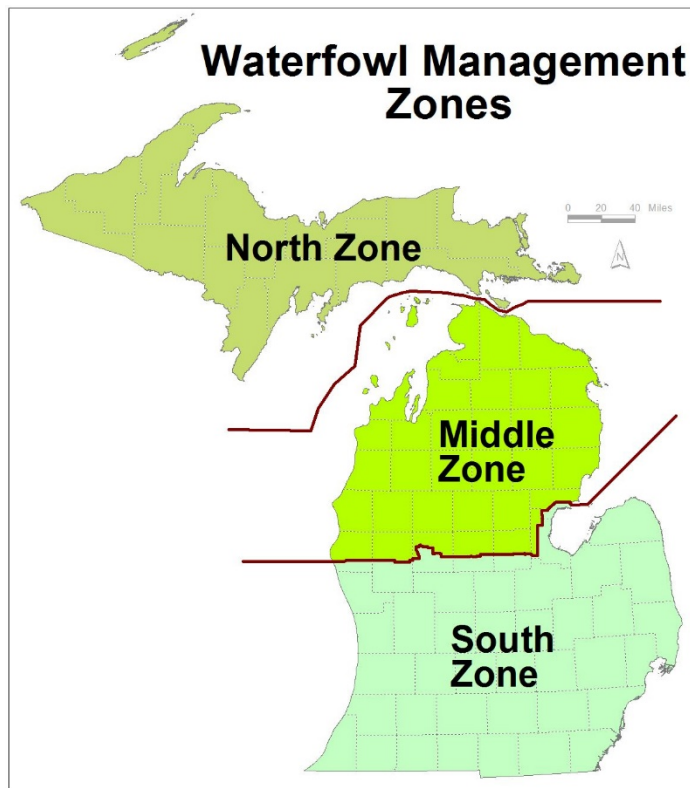 Waterfowl Management
Zones
0 20 40 Miles
N
North Zone
Middle
Zone
South
Zone